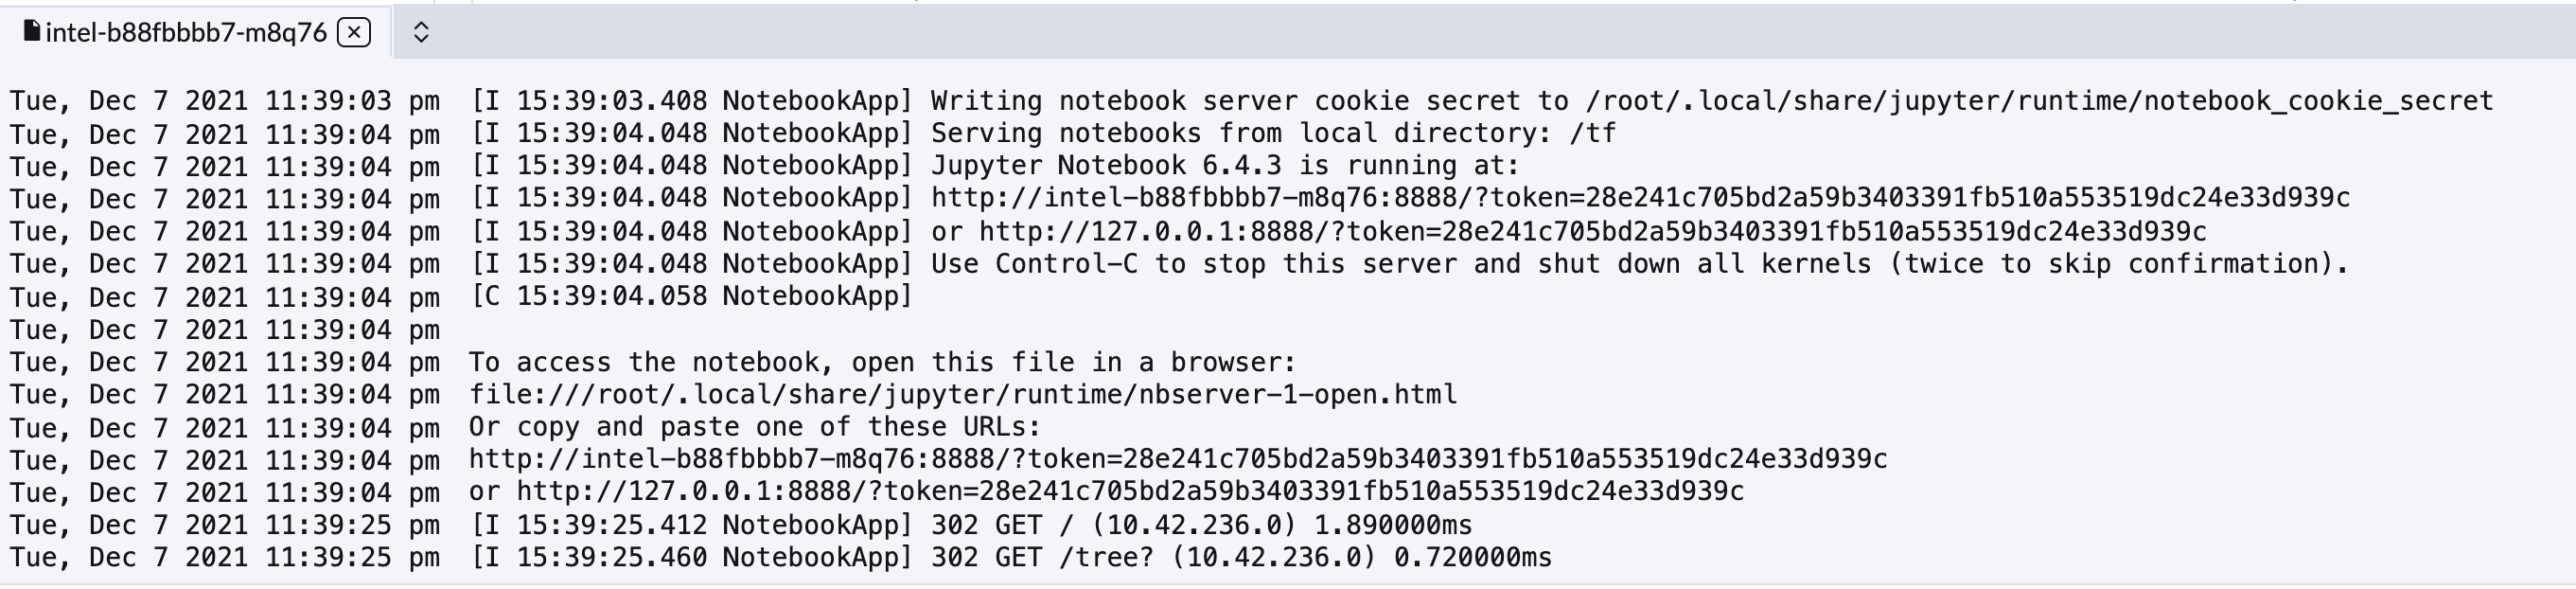 intel-b88fbbbb7-m8q76
Tue, Dec 7 2021 11:39:03 pm [I 15:39:03.408 NotebookApp] Writing notebook server cookie secret to /root/.local/share/jupyter/runtime/notebook_cookie_secret
Tue, Dec 7 2021 11:39:04 pm [I 15:39:04.048 NotebookApp] Serving notebooks from local directory: /tf
Tue, Dec 7 2021 11:39:04 pm [I 15:39:04.048 NotebookApp] Jupyter Notebook 6.4.3 is running at:
Tue, Dec 7 2021 11:39:04 pm [I 15:39:04.048 NotebookApp] http://intel-b88fbbbb7-m8q76:8888/?token=28e241c705bd2a59b3403391fb510a553519dc24e33d939c
Tue, Dec 7 2021 11:39:04 pm [I 15:39:04.048 NotebookApp] or http://127.0.0.1:8888/?token=28e241c705bd2a59b3403391fb510a553519dc24e33d939c
Tue, Dec 7 2021 11:39:04 pm [I 15:39:04.048 NotebookApp] Use Control-C to stop this server and shut down all kernels (twice to skip confirmation).
Tue, Dec 7 2021 11:39:04 pm [C 15:39:04.058 NotebookApp]
Tue, Dec 7 2021 11:39:04 pm
Tue, Dec 7 2021 11:39:04 pm To access the notebook, open this file in a browser:
Tue, Dec 7 2021 11:39:04 pm file:///root/.local/share/jupyter/runtime/nbserver-1-open.html
Tue, Dec 7 2021 11:39:04 pm Or copy and paste one of these URLs:
Tue, Dec 7 2021 11:39:04 pm http://intel-b88fbbbb7-m8q76:8888/?token=28e241c705bd2a59b3403391fb510a553519dc24e33d939c
Tue, Dec 7 2021 11:39:04 pm or http://127.0.0.1:8888/?token=28e241c705bd2a59b3403391fb510a553519dc24e33d939c
Tue, Dec 7 2021 11:39:25 pm [I 15:39:25.412 NotebookApp] 302 GET / (10.42.236.0) 1.890000ms
Tue, Dec 7 2021 11:39:25 pm [I 15:39:25.460 NotebookApp] 302 GET /tree? (10.42.236.0) 0.720000ms